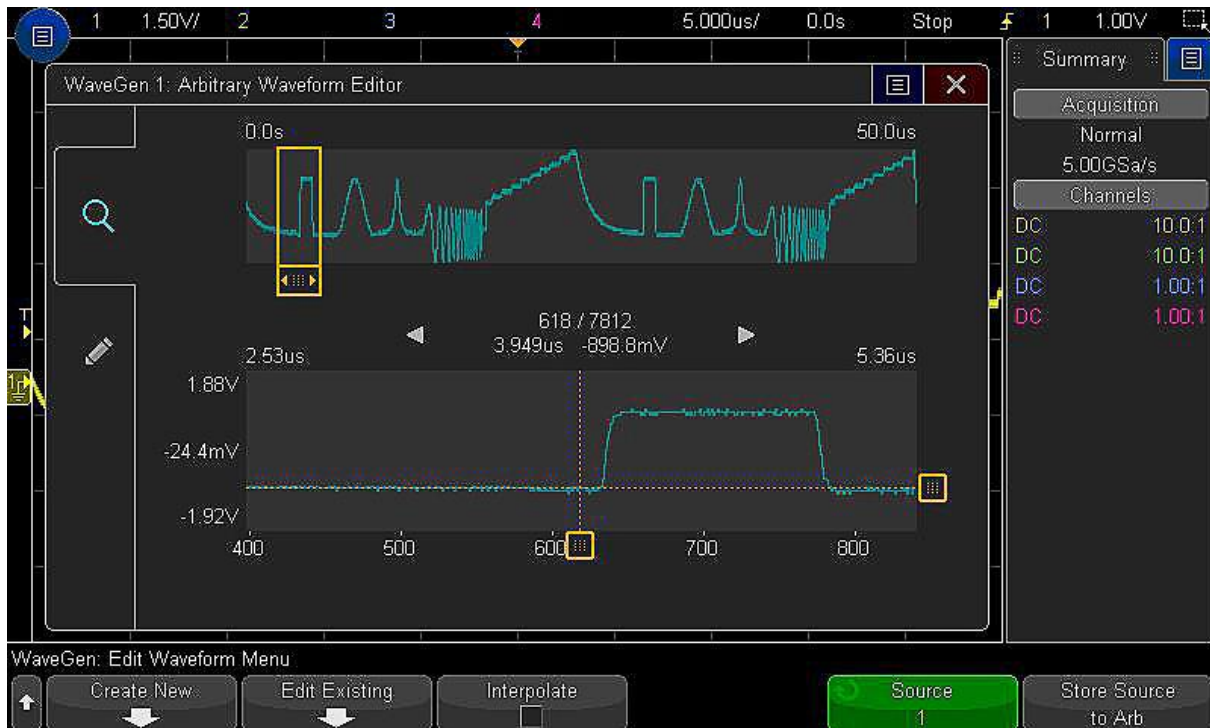 1 1.50V/ 2 3 4 5.000us/ 0.0s Stop 1 1.00V
WaveGen 1: Arbitrary Waveform Editor
0.0s 50.0us
618 / 7812
3.949us -898.8mV
2.53us 5.36us
1.88V
-24.4mV
-1.92V
400 500 600 700 800
T
1
Summary
Acquisition
Normal
5.00GSa/s
Channels
DC 10.0:1
DC 10.0:1
DC 1.00:1
DC 1.00:1
WaveGen: Edit Waveform Menu
Create New
Edit Existing
Interpolate
Source
1
Store Source
to Arb